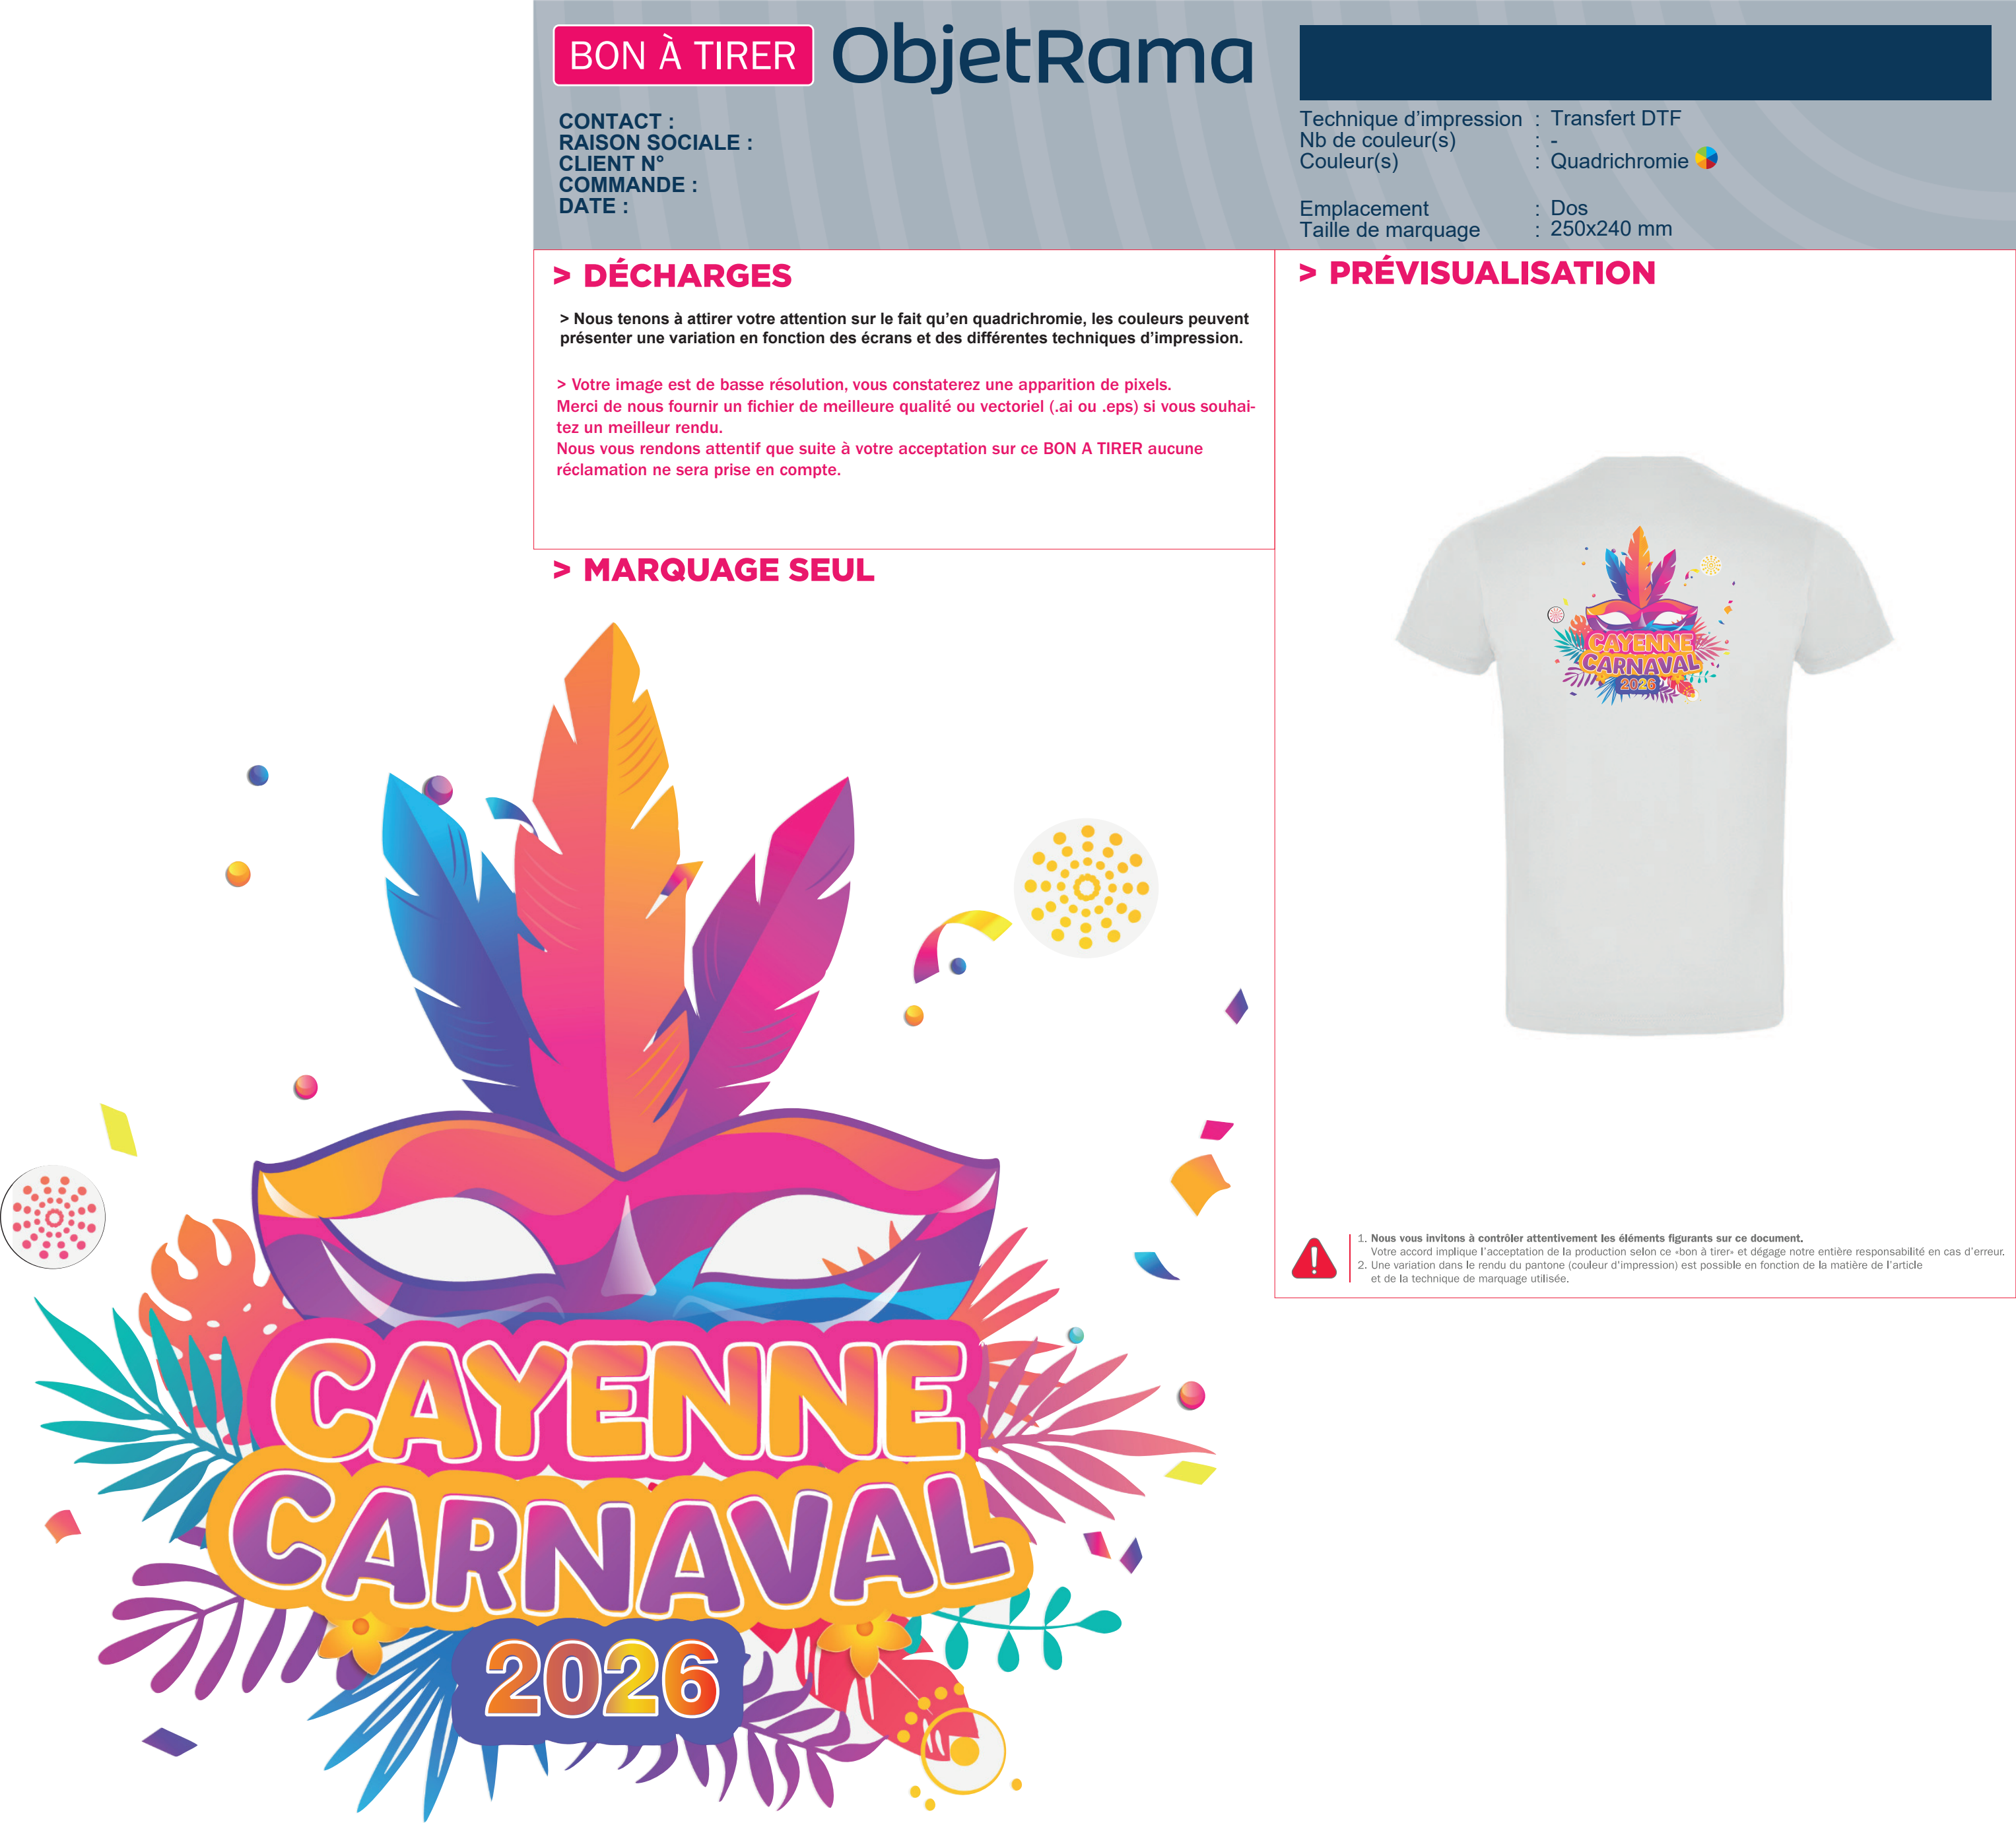 BON À TIRER
ObjetRama
CONTACT :
RAISON SOCIALE :
CLIENT N°
COMMANDE :
DATE :
Technique d'impression : Transfert DTF
Nb de couleur(s) : -
Couleur(s) : Quadrichromie
Emplacement : Dos
Taille de marquage : 250x240 mm
> DÉCHARGES
> Nous tenons à attirer votre attention sur le fait qu'en quadrichromie, les couleurs peuvent
présenter une variation en fonction des écrans et des différentes techniques d'impression.
> Votre image est de basse résolution, vous constaterez une apparition de pixels.
Merci de nous fournir un fichier de meilleure qualité ou vectoriel (.ai ou .eps) si vous souhai-
tez un meilleur rendu.
Nous vous rendons attentif que suite à votre acceptation sur ce BON A TIRER aucune
réclamation ne sera prise en compte.
> MARQUAGE SEUL
CAYENNE
CARNAVAL
2026
> PRÉVISUALISATION
CAYENNE
CARNAVAL
2026
1. Nous vous invitons à contrôler attentivement les éléments figurants sur ce document.
Votre accord implique l'acceptation de la production selon ce «bon à tirer» et dégage notre entière responsabilité en cas d'erreur.
2. Une variation dans le rendu du pantone (couleur d'impression) est possible en fonction de la matière de l'article
et de la technique de marquage utilisée.